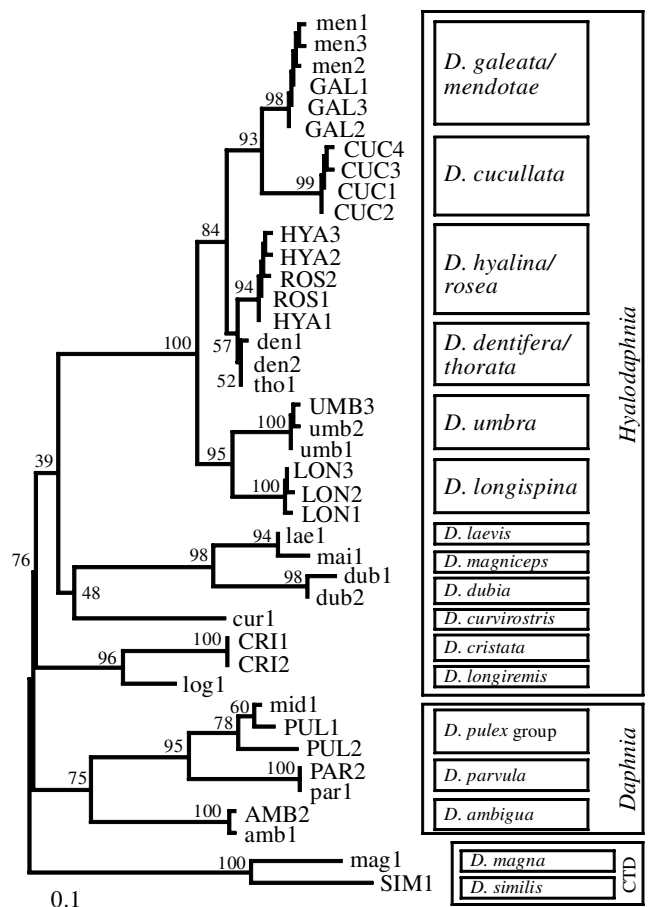 men1
men3
men2
GAL1
GAL3
GAL2
98
93
CUC4
CUC3
CUC1
CUC2
99
84
HYA3
HYA2
ROS2
ROS1
HYA1
94
den1
den2
tho1
57
52
100
UMB3
umb2
umb1
100
95
LON3
LON2
LON1
100
39
lae1
mai1
94
98
dub1
dub2
98
48
cur1
76
CRI1
CRI2
100
96
log1
mid1
PUL1
PUL2
60
78
95
PAR2
par1
100
75
AMB2
amb1
100
mag1
SIM1
100
0.1
D. galeata/
mendotae
D. cucullata
D. hyalina/
rosea
D. dentifera/
thorata
D. umbra
D. longispina
D. laevis
D. magniceps
D. dubia
D. curvirostris
D. cristata
D. longiremis
Hyalodaphnia
D. pulex group
D. parvula
D. ambigua
Daphnia
D. magna
D. similis
CTD